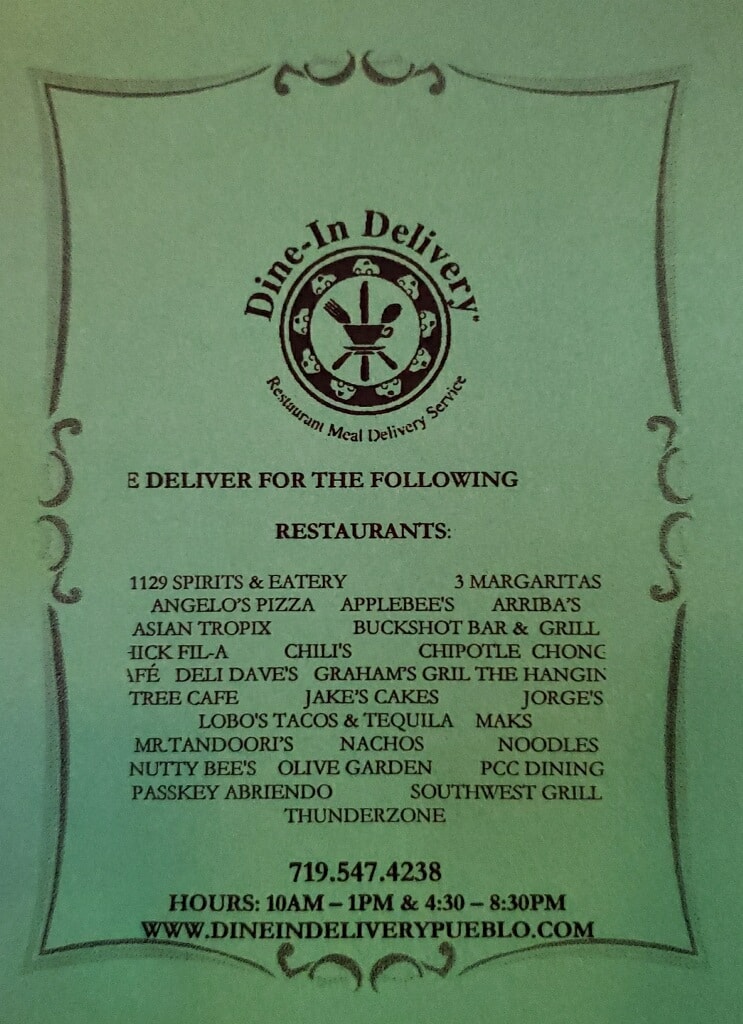 Dine-In Delivery
Restaurant Meal Delivery Service
E DELIVER FOR THE FOLLOWING
RESTAURANTS:
1129 SPIRITS & EATERY 3 MARGARITAS
ANGELO'S PIZZA APPLEBEE'S ARRIBA'S
ASIAN TROPIX BUCKSHOT BAR & GRILL
HICK FIL-A CHILI'S CHIPOTLE CHONG
AFÉ DELI DAVE'S GRAHAM'S GRIL THE HANGIN
TREE CAFE JAKE'S CAKES JORGE'S
LOBO'S TACOS & TEQUILA MAKS
MR.TANDOORI'S NACHOS NOODLES
NUTTY BEE'S OLIVE GARDEN PCC DINING
PASSKEY ABRIENDO SOUTHWEST GRILL
THUNDERZONE
719.547.4238
HOURS: 10AM – 1PM & 4:30 – 8:30PM
WWW.DINEINDELIVERYPUEBLO.COM